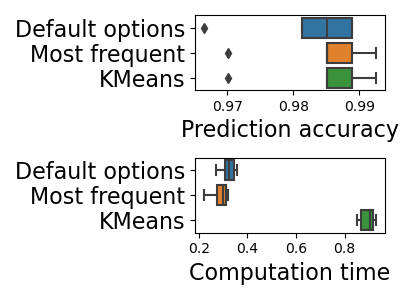 Default options
Most frequent
KMeans
0.97 0.98 0.99
Prediction accuracy
Default options
Most frequent
KMeans
0.2 0.4 0.6 0.8
Computation time